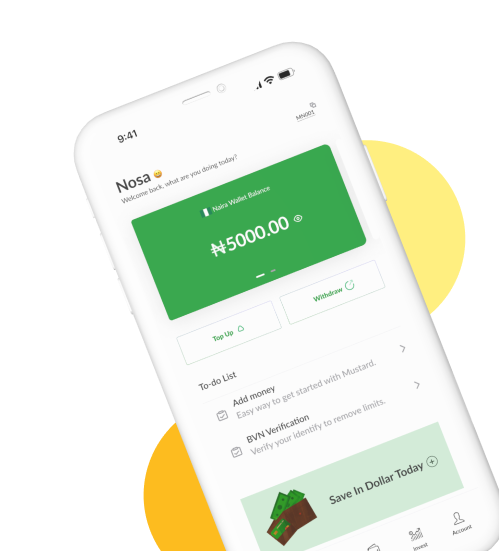 9:41
MN001
Nosa
Welcome back, what are you doing today?
Naira Wallet Balance
₦5000.00
Top Up
Withdraw
To-do List
Add money
Easy way to get started with Mustard.
BVN Verification
Verify your identify to remove limits.
Save In Dollar Today
Invest
Account